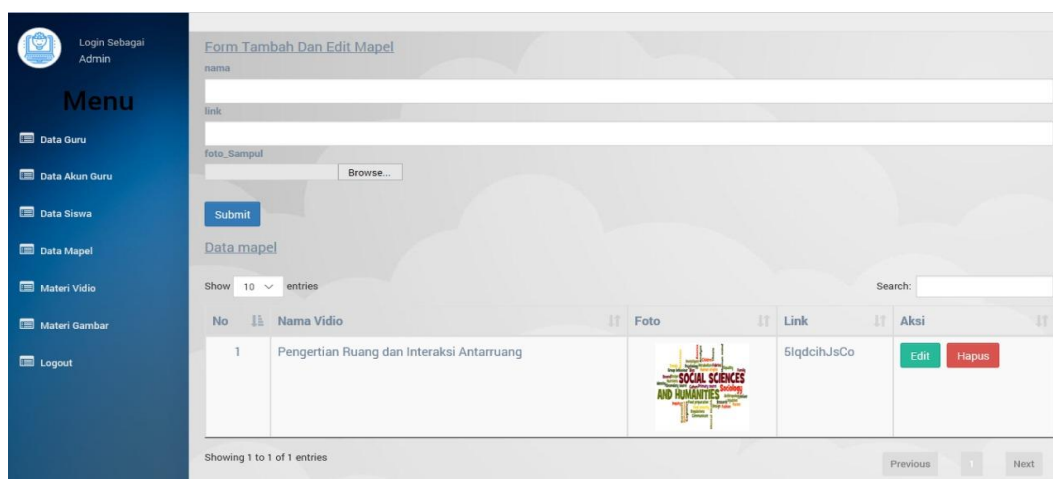 Login Sebagai
Admin
Menu
Data Guru
Data Akun Guru
Data Siswa
Data Mapel
Materi Vidio
Materi Gambar
Logout
Form Tambah Dan Edit Mapel
nama
link
foto_Sampul
Browse...
Submit
Data mapel
Show 10 entries Search:
No Nama Vidio Foto Link Aksi
1 Pengertian Ruang dan Interaksi Antarruang 5IqdcihJsCo Edit Hapus
SOCIAL SCIENCES
AND HUMANITIES Sociology
Showing 1 to 1 of 1 entries
Previous 1 Next